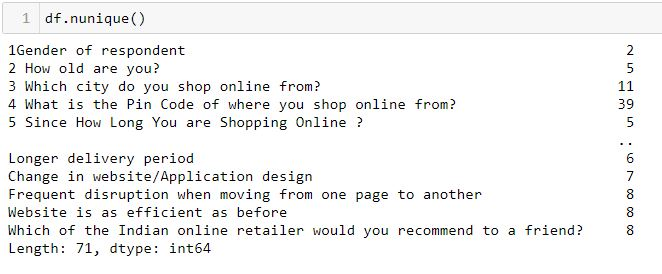 1 df.nunique()
1Gender of respondent 2
2 How old are you? 5
3 Which city do you shop online from? 11
4 What is the Pin Code of where you shop online from? 39
5 Since How Long You are Shopping Online ? 5
..
Longer delivery period 6
Change in website/Application design 7
Frequent disruption when moving from one page to another 8
Website is as efficient as before 8
Which of the Indian online retailer would you recommend to a friend? 8
Length: 71, dtype: int64